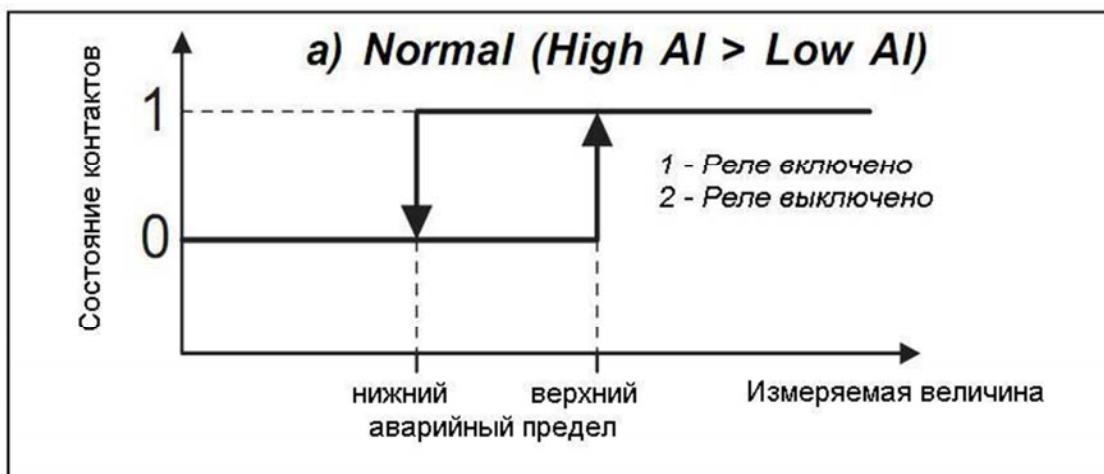 a) Normal (High Al > Low Al)
Состояние контактов
1
0
1 - Реле включено
2 - Реле выключено
нижний верхний
аварийный предел
Измеряемая величина